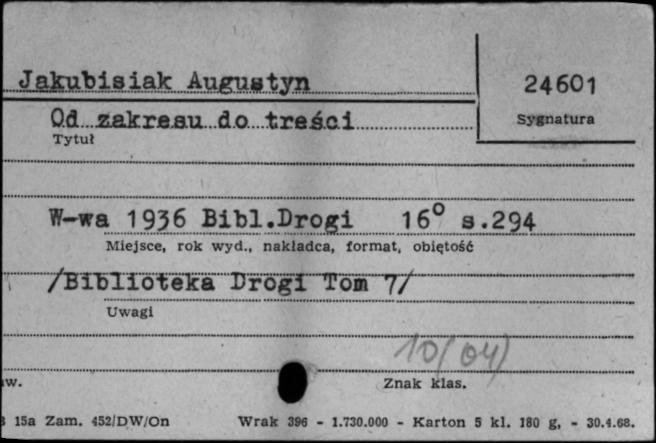 Jakubisiak Augustyn
24601
Sygnatura
Od zakresu do treści
Tytuł
W-wa 1936 Bibl.Drogi 16° s.294
Miejsce, rok wyd., nakładca, format, obiętość
/Biblioteka Drogi Tom 7/
Uwagi
10/04/
Znak klas.
w.
15a Zam. 452/DW/On Wrak 396 - 1.730.000 - Karton 5 kl. 180 g. - 30.4.68.